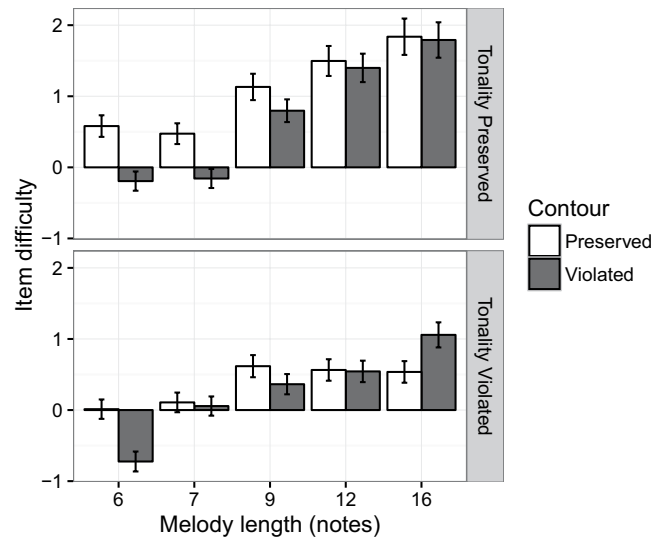 2
1
0
−1
Tonality Preserved
2
1
0
−1
Tonality Violated
Item difficulty
6 7 9 12 16
Melody length (notes)
Contour
Preserved
Violated